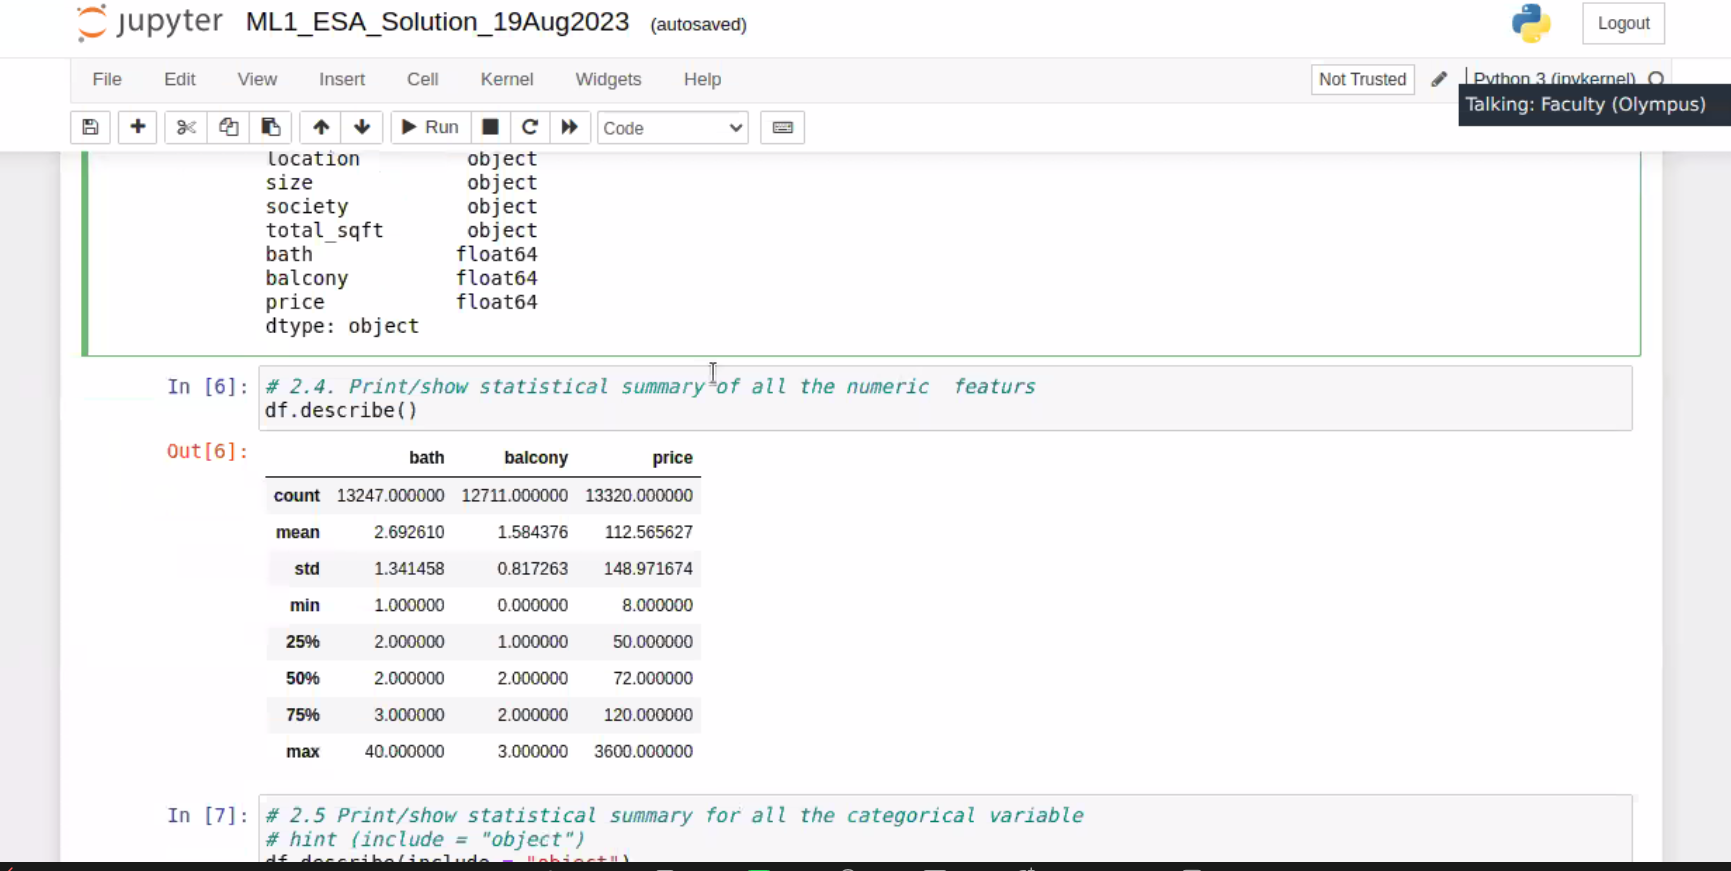 jupyter ML1_ESA_Solution_19Aug2023 (autosaved)
Logout
File Edit View Insert Cell Kernel Widgets Help
Not Trusted
Python 3 (ipykernel)
Talking: Faculty (Olympus)
Run
Code
location object
size object
society object
total_sqft object
bath float64
balcony float64
price float64
dtype: object
In [6]: # 2.4. Print/show statistical summary of all the numeric  featurs
df.describe()
Out[6]:
bath balcony price
count 13247.000000 12711.000000 13320.000000
mean 2.692610 1.584376 112.565627
std 1.341458 0.817263 148.971674
min 1.000000 0.000000 8.000000
25% 2.000000 1.000000 50.000000
50% 2.000000 2.000000 72.000000
75% 3.000000 2.000000 120.000000
max 40.000000 3.000000 3600.000000
In [7]: # 2.5 Print/show statistical summary for all the categorical variable
# hint (include = "object")
df.describe(include = "object")